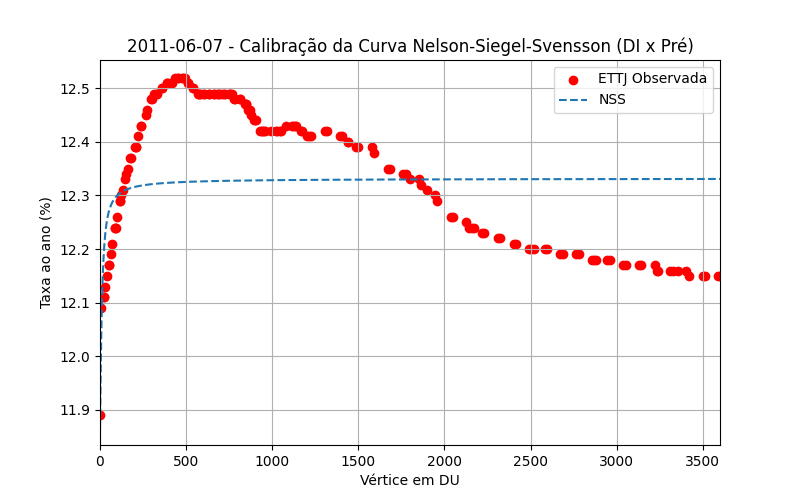 2011-06-07 - Calibração da Curva Nelson-Siegel-Svensson (DI x Pré)
ETTJ Observada
NSS
Taxa ao ano (%)
12.5
12.4
12.3
12.2
12.1
12.0
11.9
0 500 1000 1500 2000 2500 3000 3500
Vértice em DU